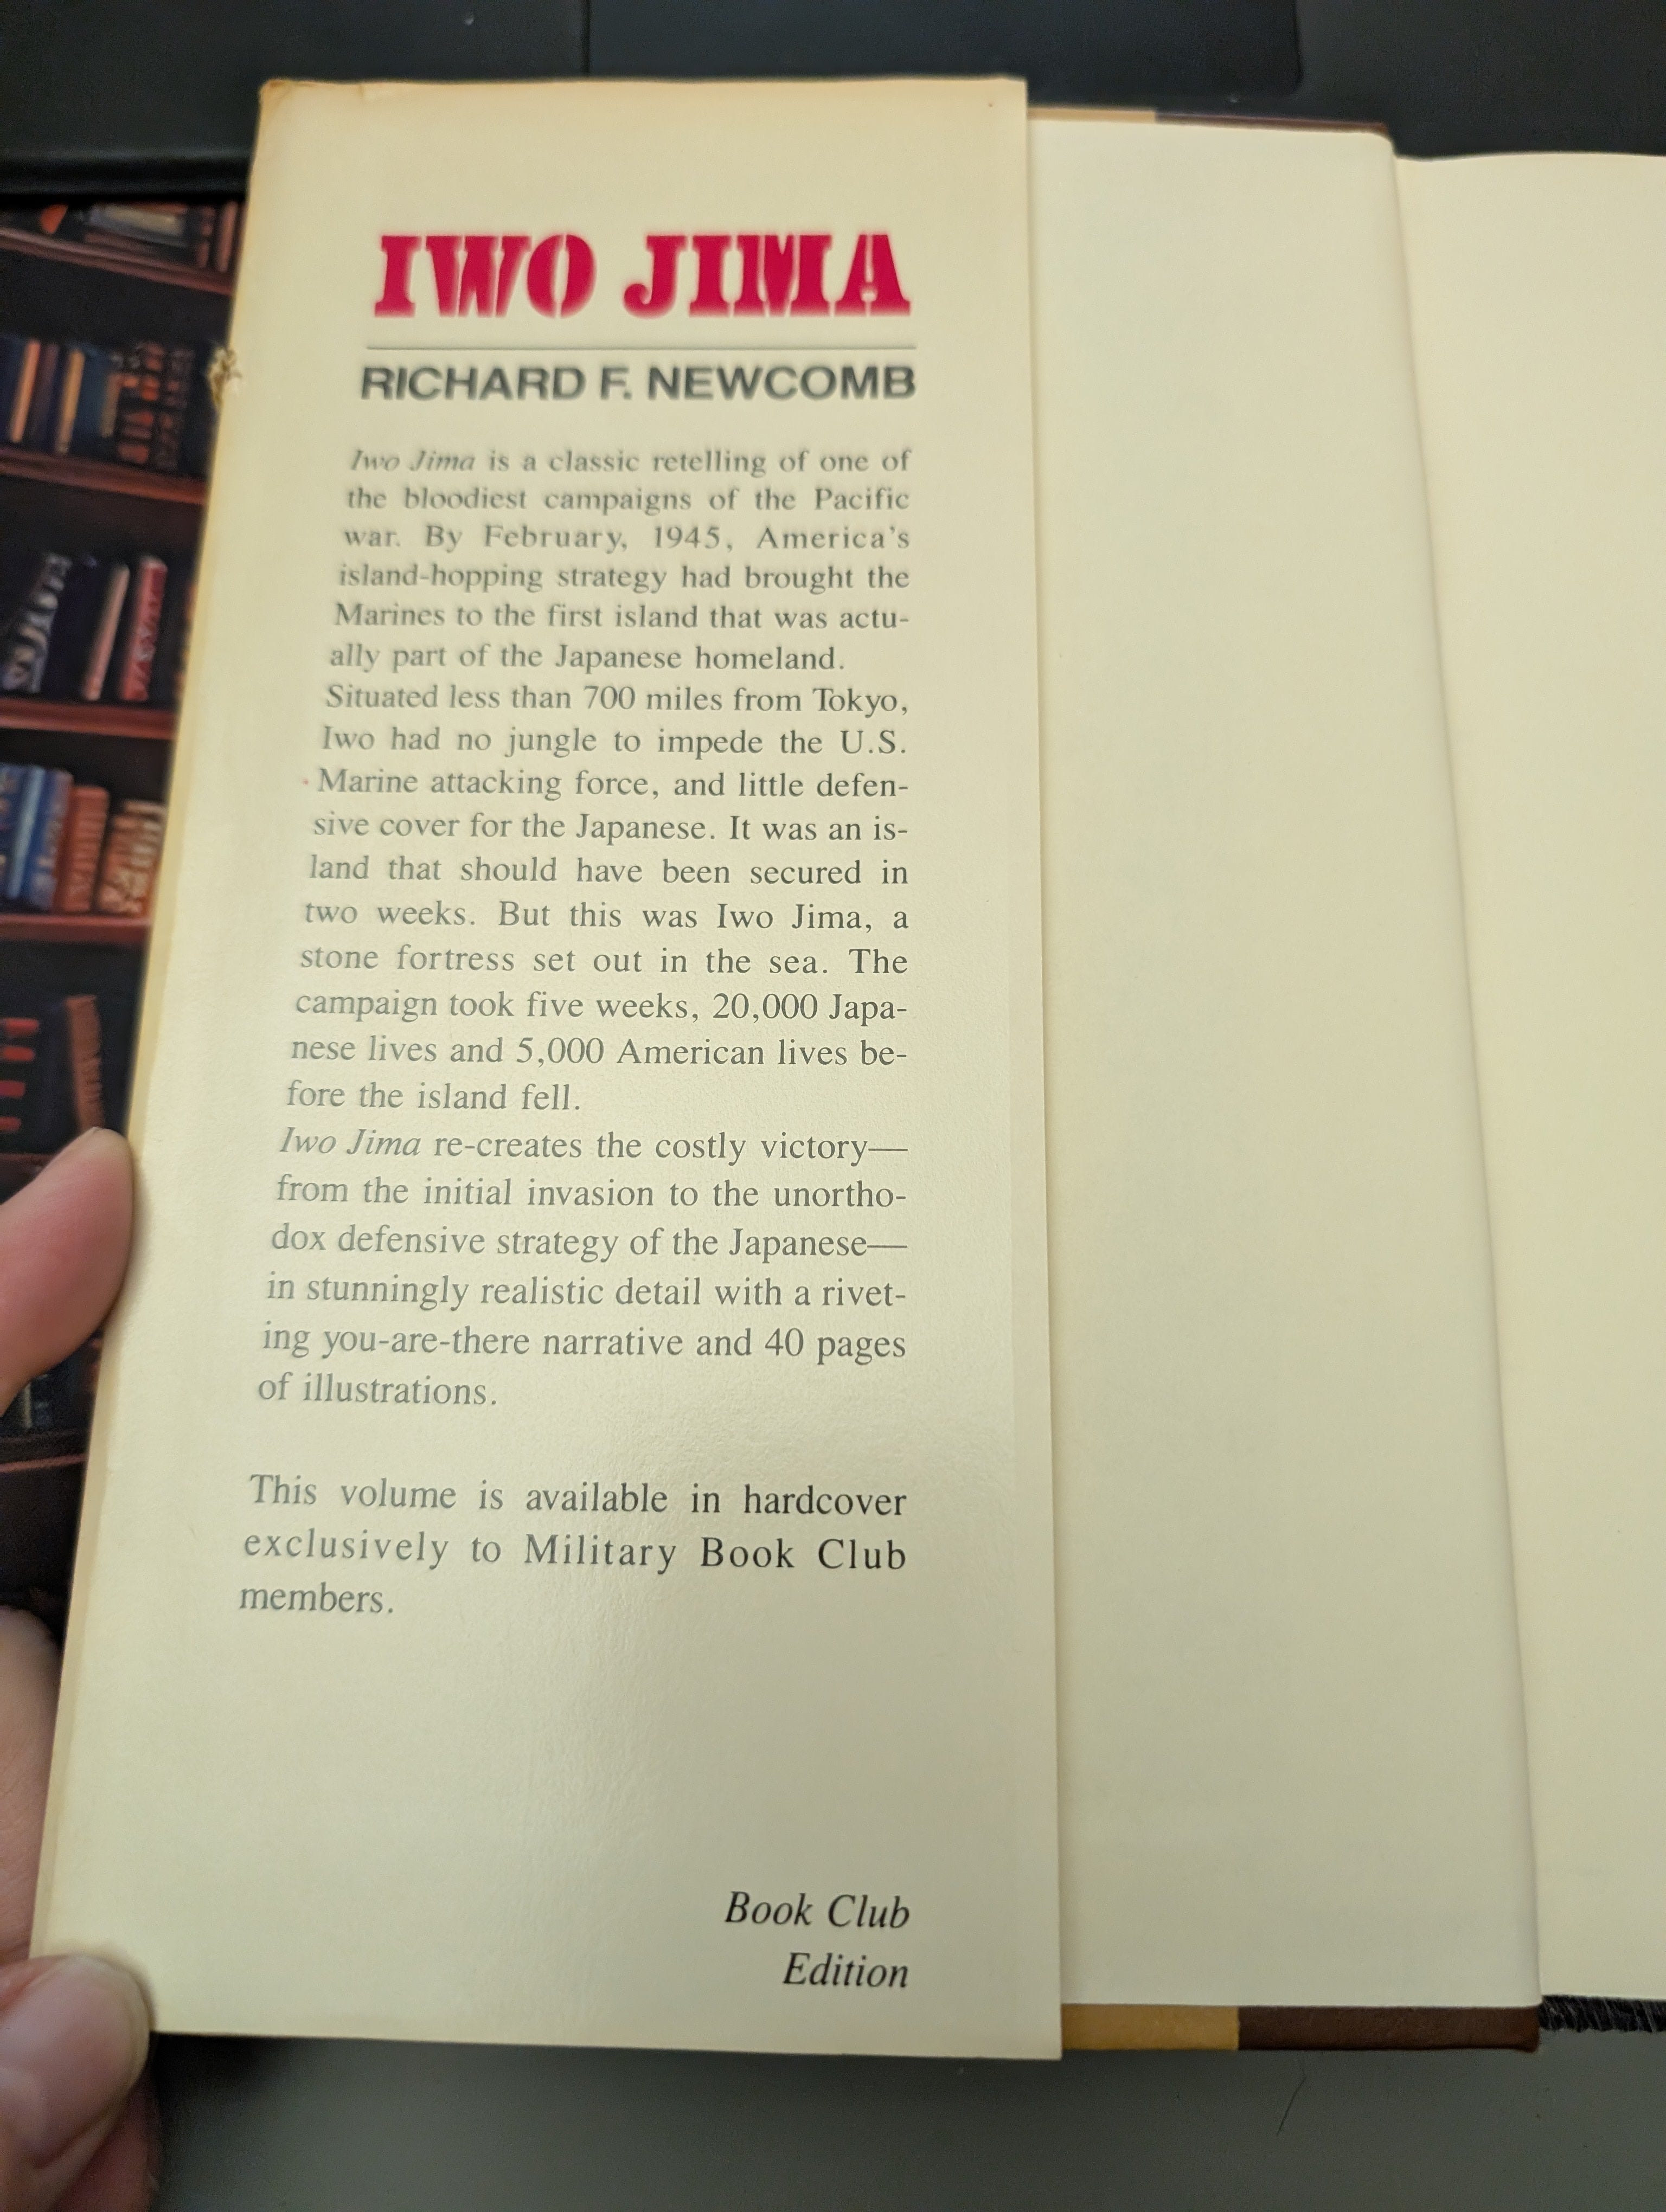 IWO JIMA
RICHARD F. NEWCOMB
Iwo Jima is a classic retelling of one of
the bloodiest campaigns of the Pacific
war. By February, 1945, America's
island-hopping strategy had brought the
Marines to the first island that was actu-
ally part of the Japanese homeland.
Situated less than 700 miles from Tokyo,
Iwo had no jungle to impede the U.S.
Marine attacking force, and little defen-
sive cover for the Japanese. It was an is-
land that should have been secured in
two weeks. But this was Iwo Jima, a
stone fortress set out in the sea. The
campaign took five weeks, 20,000 Japa-
nese lives and 5,000 American lives be-
fore the island fell.
Iwo Jima re-creates the costly victory—
from the initial invasion to the unortho-
dox defensive strategy of the Japanese—
in stunningly realistic detail with a rivet-
ing you-are-there narrative and 40 pages
of illustrations.
This volume is available in hardcover
exclusively to Military Book Club
members.
Book Club
Edition